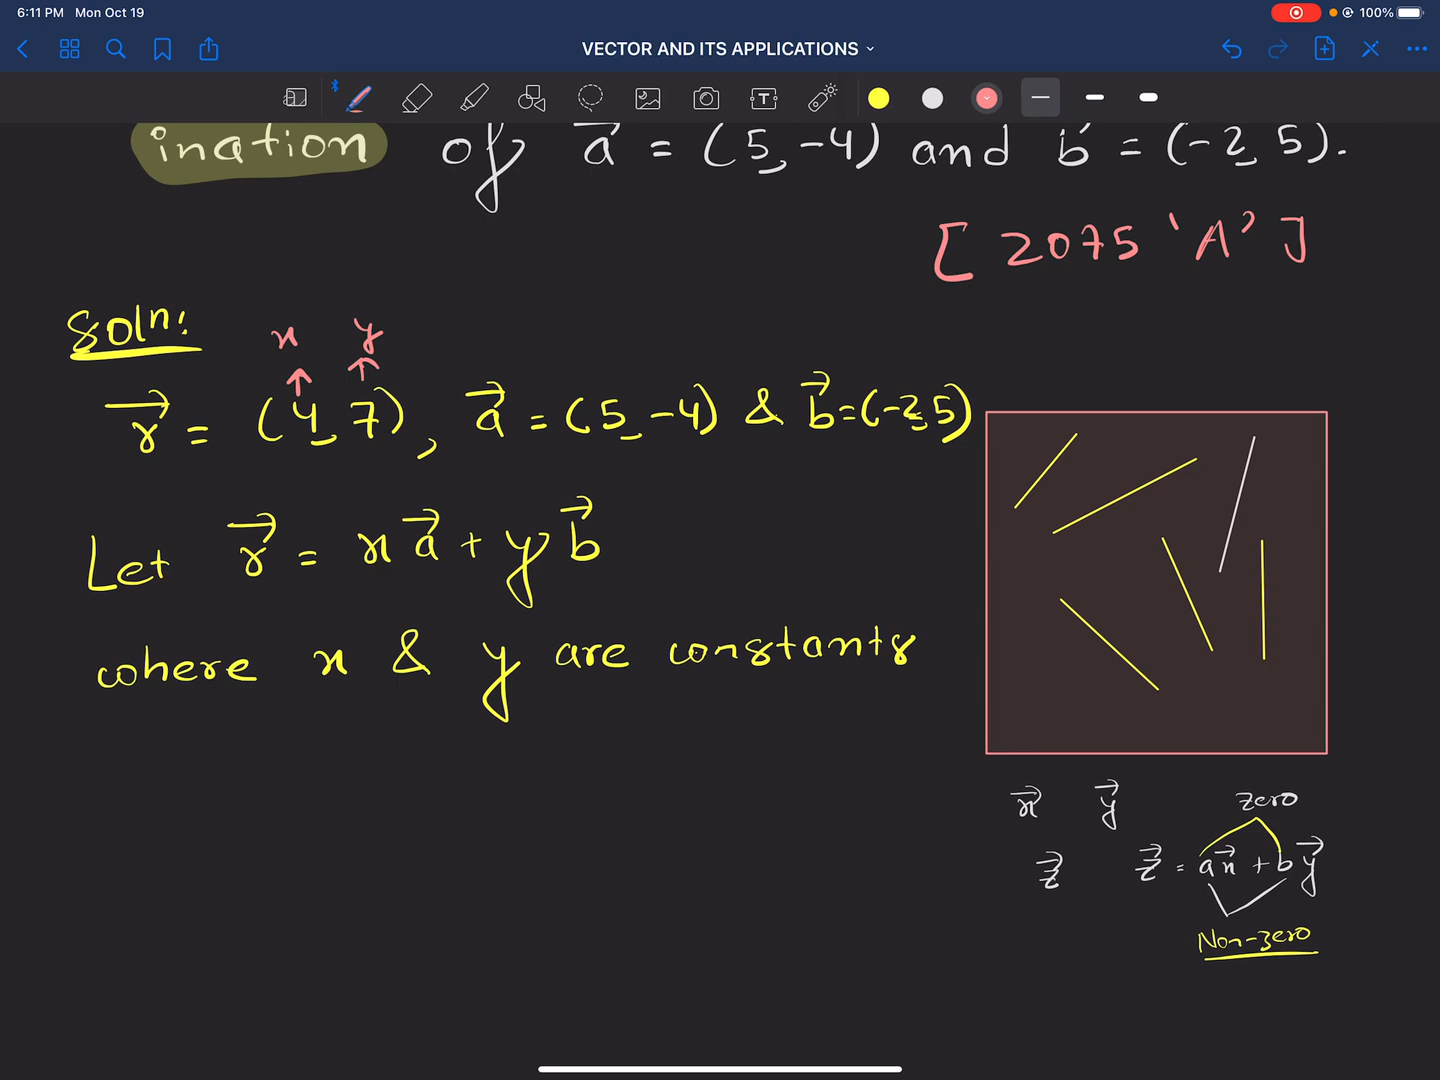 6:11 PM Mon Oct 19
100%
VECTOR AND ITS APPLICATIONS
ination of a⃗ = (5, -4) and b⃗ = (-2, 5).
[2075 'A']
Soln:
x y
r⃗ = (4, 7), a⃗ = (5, -4) & b⃗ = (-2, 5)
Let r⃗ = x a⃗ + y b⃗
where x & y are constants
x⃗ y⃗
zero
z⃗ z⃗ = a x⃗ + b y⃗
Non-zero